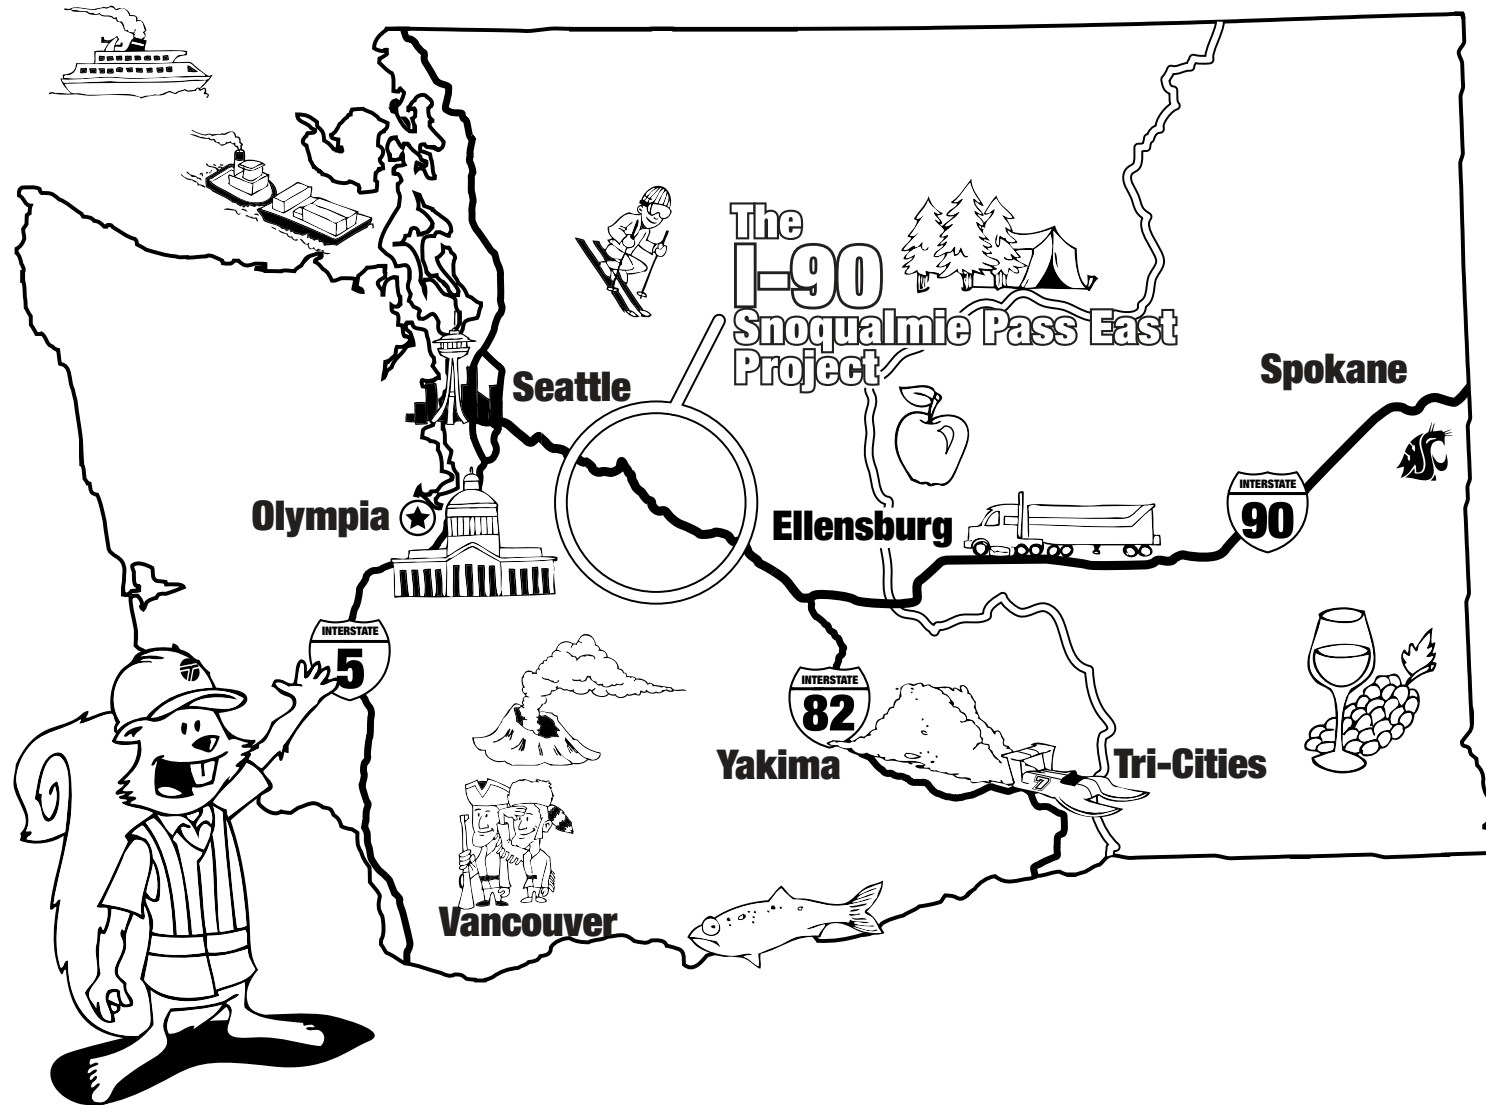 The
I-90
Snoqualmie Pass East
Project
Seattle
Spokane
Olympia
Ellensburg
INTERSTATE
90
INTERSTATE
5
INTERSTATE
82
Yakima
Tri-Cities
7
Vancouver